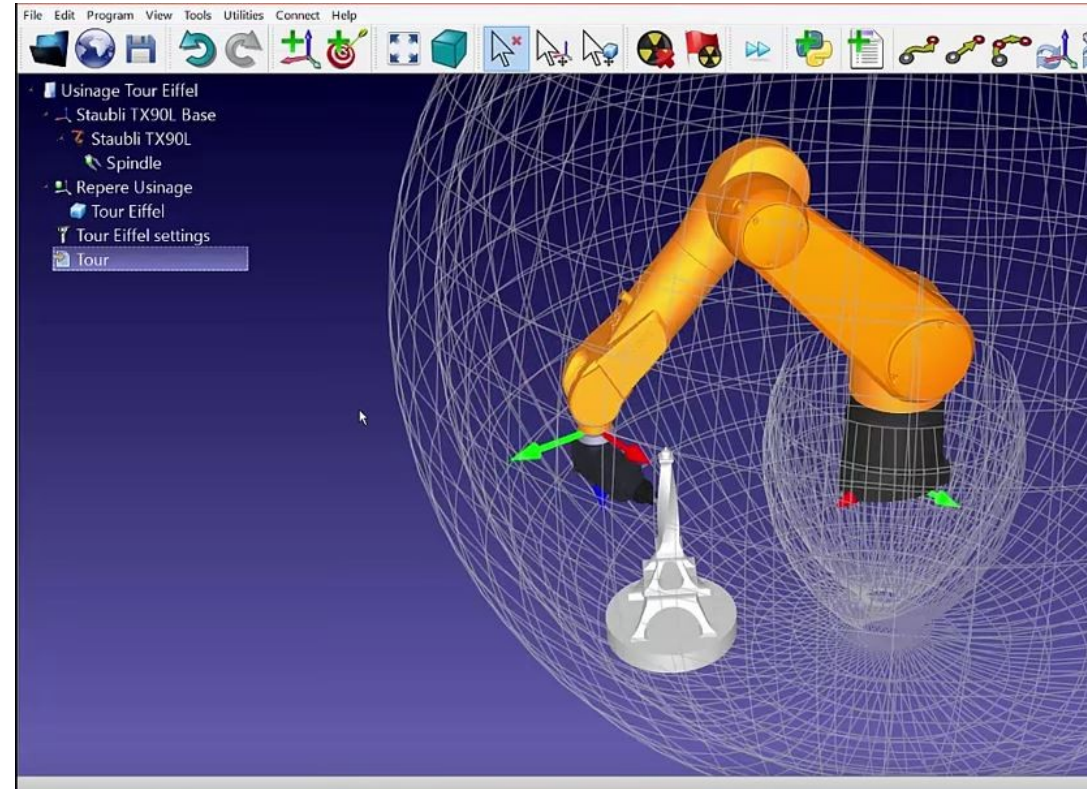 File Edit Program View Tools Utilities Connect Help
Usinage Tour Eiffel
Staubli TX90L Base
Staubli TX90L
Spindle
Repere Usinage
Tour Eiffel
Tour Eiffel settings
Tour